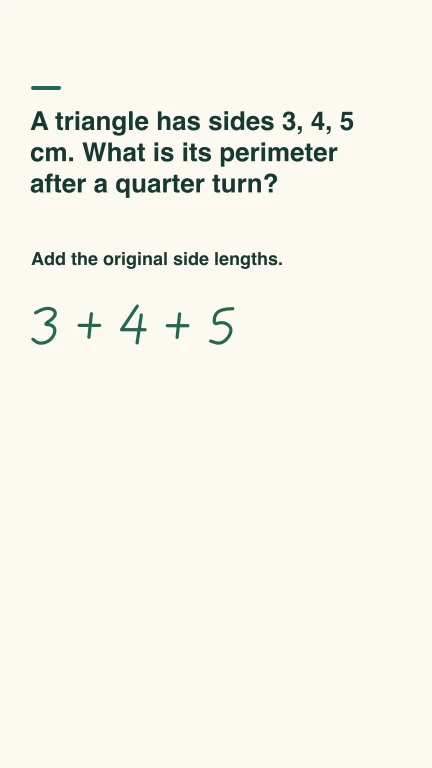 A triangle has sides 3, 4, 5
cm. What is its perimeter
after a quarter turn?
Add the original side lengths.
3 + 4 + 5